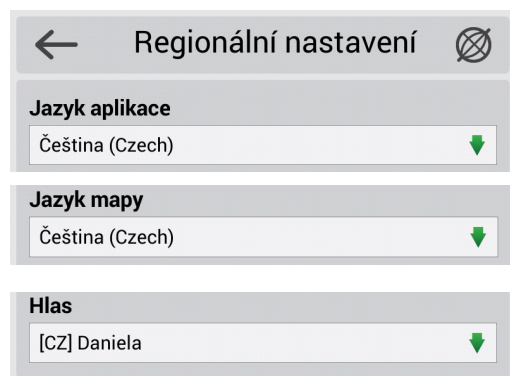 Regionální nastavení
Jazyk aplikace
Čeština (Czech)
Jazyk mapy
Čeština (Czech)
Hlas
[CZ] Daniela